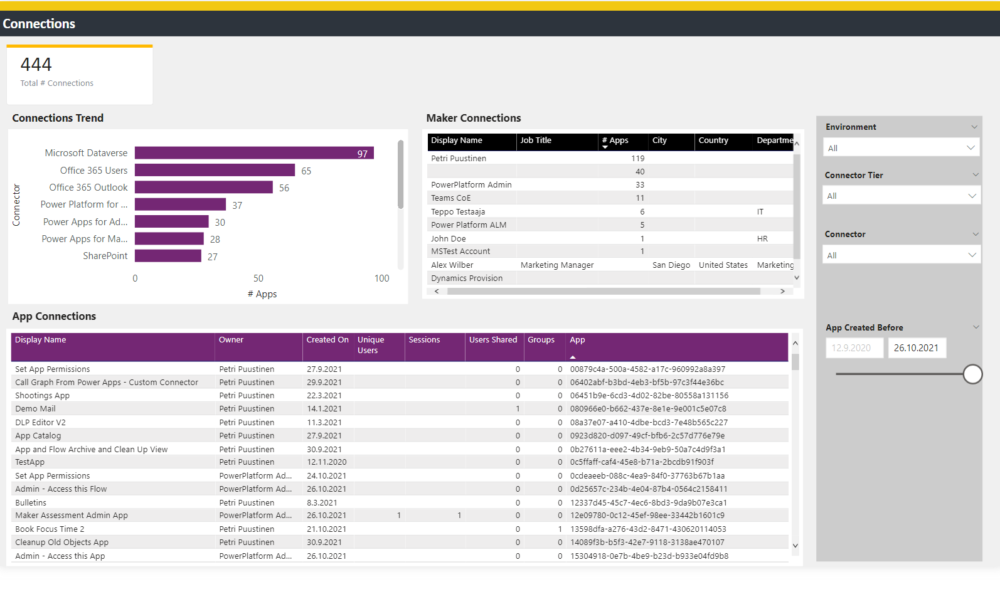 Connections
444
Total # Connections
Connections Trend
Connector
Microsoft Dataverse 97
Office 365 Users 65
Office 365 Outlook 56
Power Platform for ... 37
Power Apps for Ad... 30
Power Apps for Ma... 28
SharePoint 27
0 50 100
# Apps
Maker Connections
Display Name Job Title # Apps City Country Departme
Petri Puustinen 119
40
PowerPlatform Admin 33
Teams CoE 11
Teppo Testaaja 6 IT
Power Platform ALM 5
John Doe 1 HR
MSTest Account 1
Alex Wilber Marketing Manager San Diego United States Marketing
Dynamics Provision
Environment
All
Connector Tier
All
Connector
All
App Created Before
12.9.2020 26.10.2021
App Connections
Display Name Owner Created On Unique Users Sessions Users Shared Groups App
Set App Permissions Petri Puustinen 27.9.2021 0 0 00879c4a-500a-4582-a17c-960992a8a397
Call Graph From Power Apps - Custom Connector Petri Puustinen 29.9.2021 0 0 06402abf-b3bd-4eb3-bf5b-97c3f44e36bc
Shootings App Petri Puustinen 22.3.2021 0 0 06451b9e-6cd3-4d02-82be-80558a131156
Demo Mail Petri Puustinen 14.1.2021 1 0 080966e0-b662-437e-8e1e-9e001c5e07c8
DLP Editor V2 Petri Puustinen 11.3.2021 0 0 08a37e07-a410-4dbe-bcd3-7e48b565c227
App Catalog Petri Puustinen 27.9.2021 0 0 0923d820-d097-49cf-bfb6-2c57d776e79e
App and Flow Archive and Clean Up View Petri Puustinen 30.9.2021 0 0 0b27611a-eee2-4b34-9eb9-50a7c4d9f3a1
TestApp Petri Puustinen 12.11.2020 0 0 0c5ffaff-caf4-45e8-b71a-2bcdb91f903f
Set App Permissions PowerPlatform Ad... 24.10.2021 0 0 0cdeaeeb-088c-4ea9-84f0-37763b67b1aa
Admin - Access this Flow PowerPlatform Ad... 26.10.2021 0 0 0d25657c-234b-4e04-87b4-0564c2158411
Bulletins Petri Puustinen 8.3.2021 0 0 12337d45-45c7-4ec6-8bd3-9da9b07e3ca1
Maker Assessment Admin App PowerPlatform Ad... 26.10.2021 1 1 0 0 12e09780-0c12-45ef-98ee-33442b1601c9
Book Focus Time 2 Petri Puustinen 21.10.2021 0 1 13598dfa-a276-43d2-8471-430620114053
Cleanup Old Objects App Petri Puustinen 30.9.2021 0 0 14089f3b-b5f3-42e7-9118-3138ae470107
Admin - Access this App PowerPlatform Ad... 26.10.2021 0 0 15304918-0e7b-4be9-b23d-b933e04fd9b8